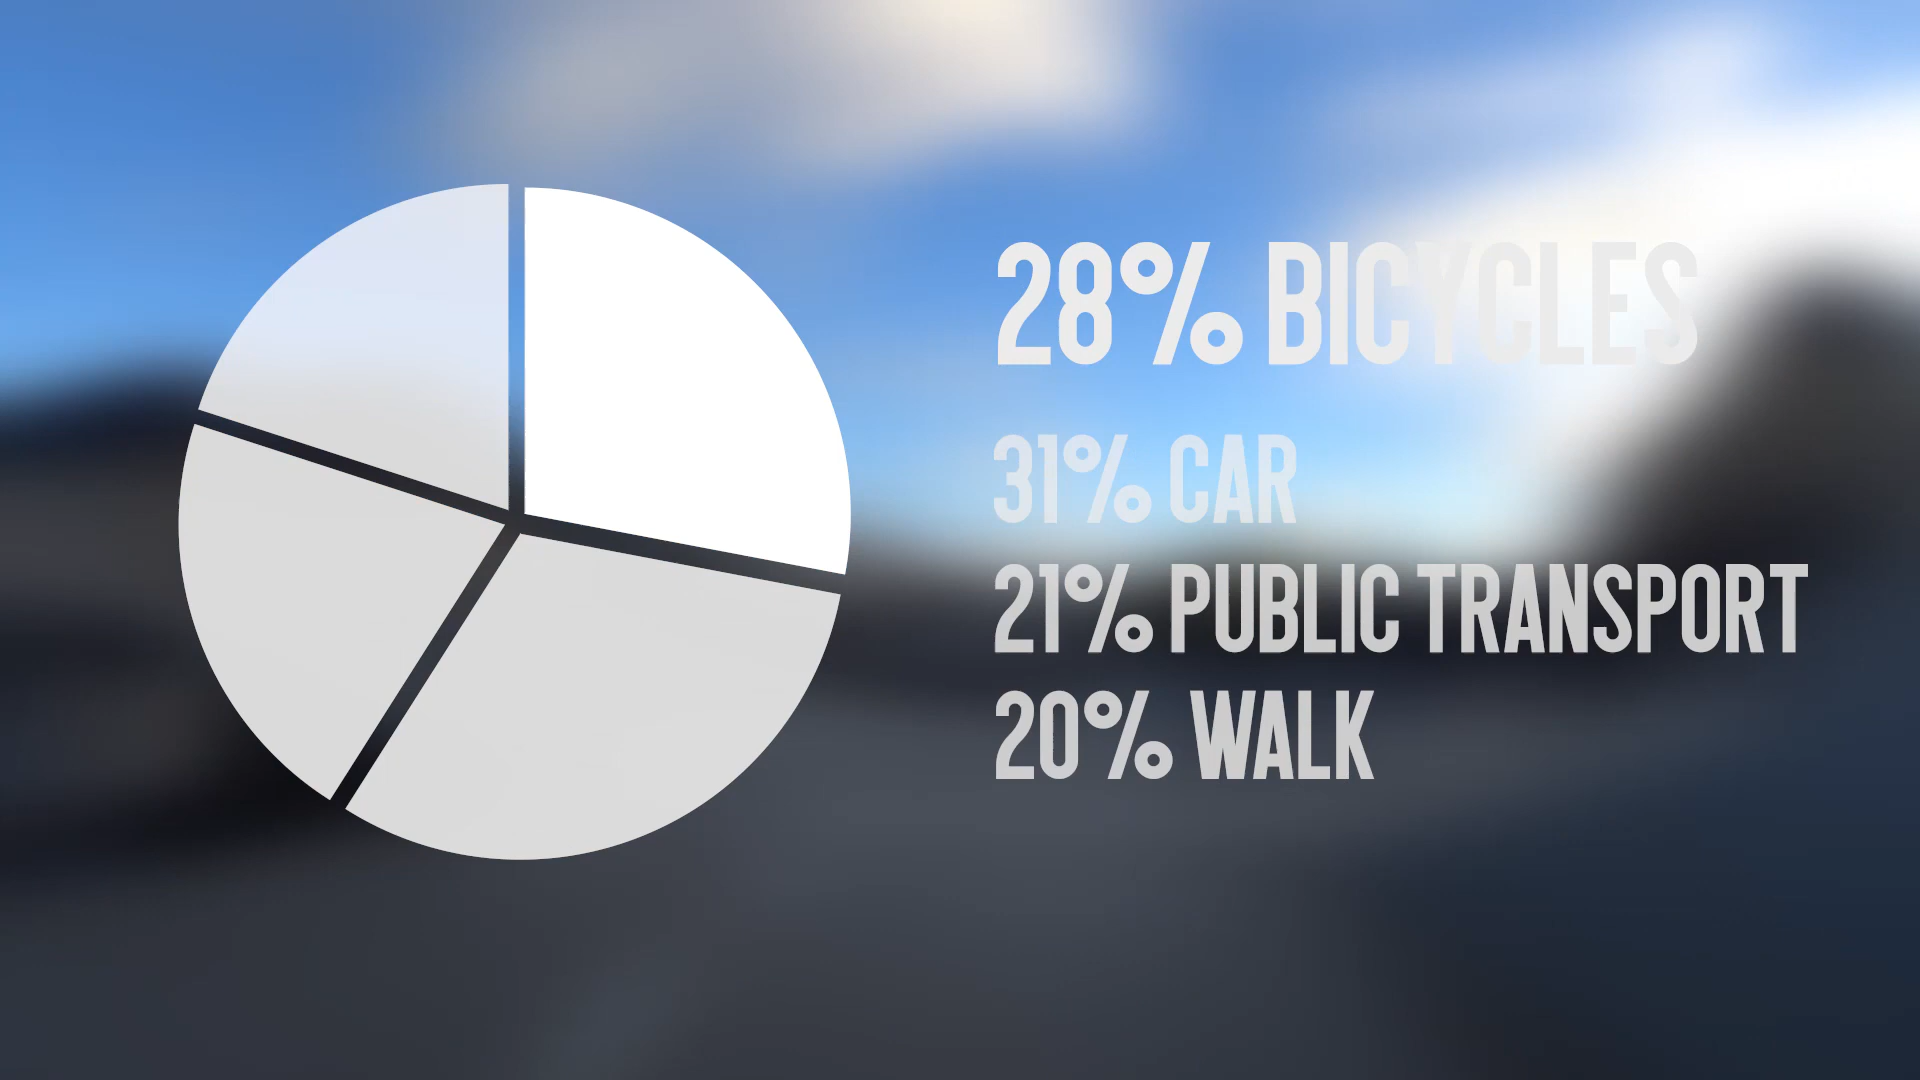 28% BICYCLES
31% CAR
21% PUBLIC TRANSPORT
20% WALK